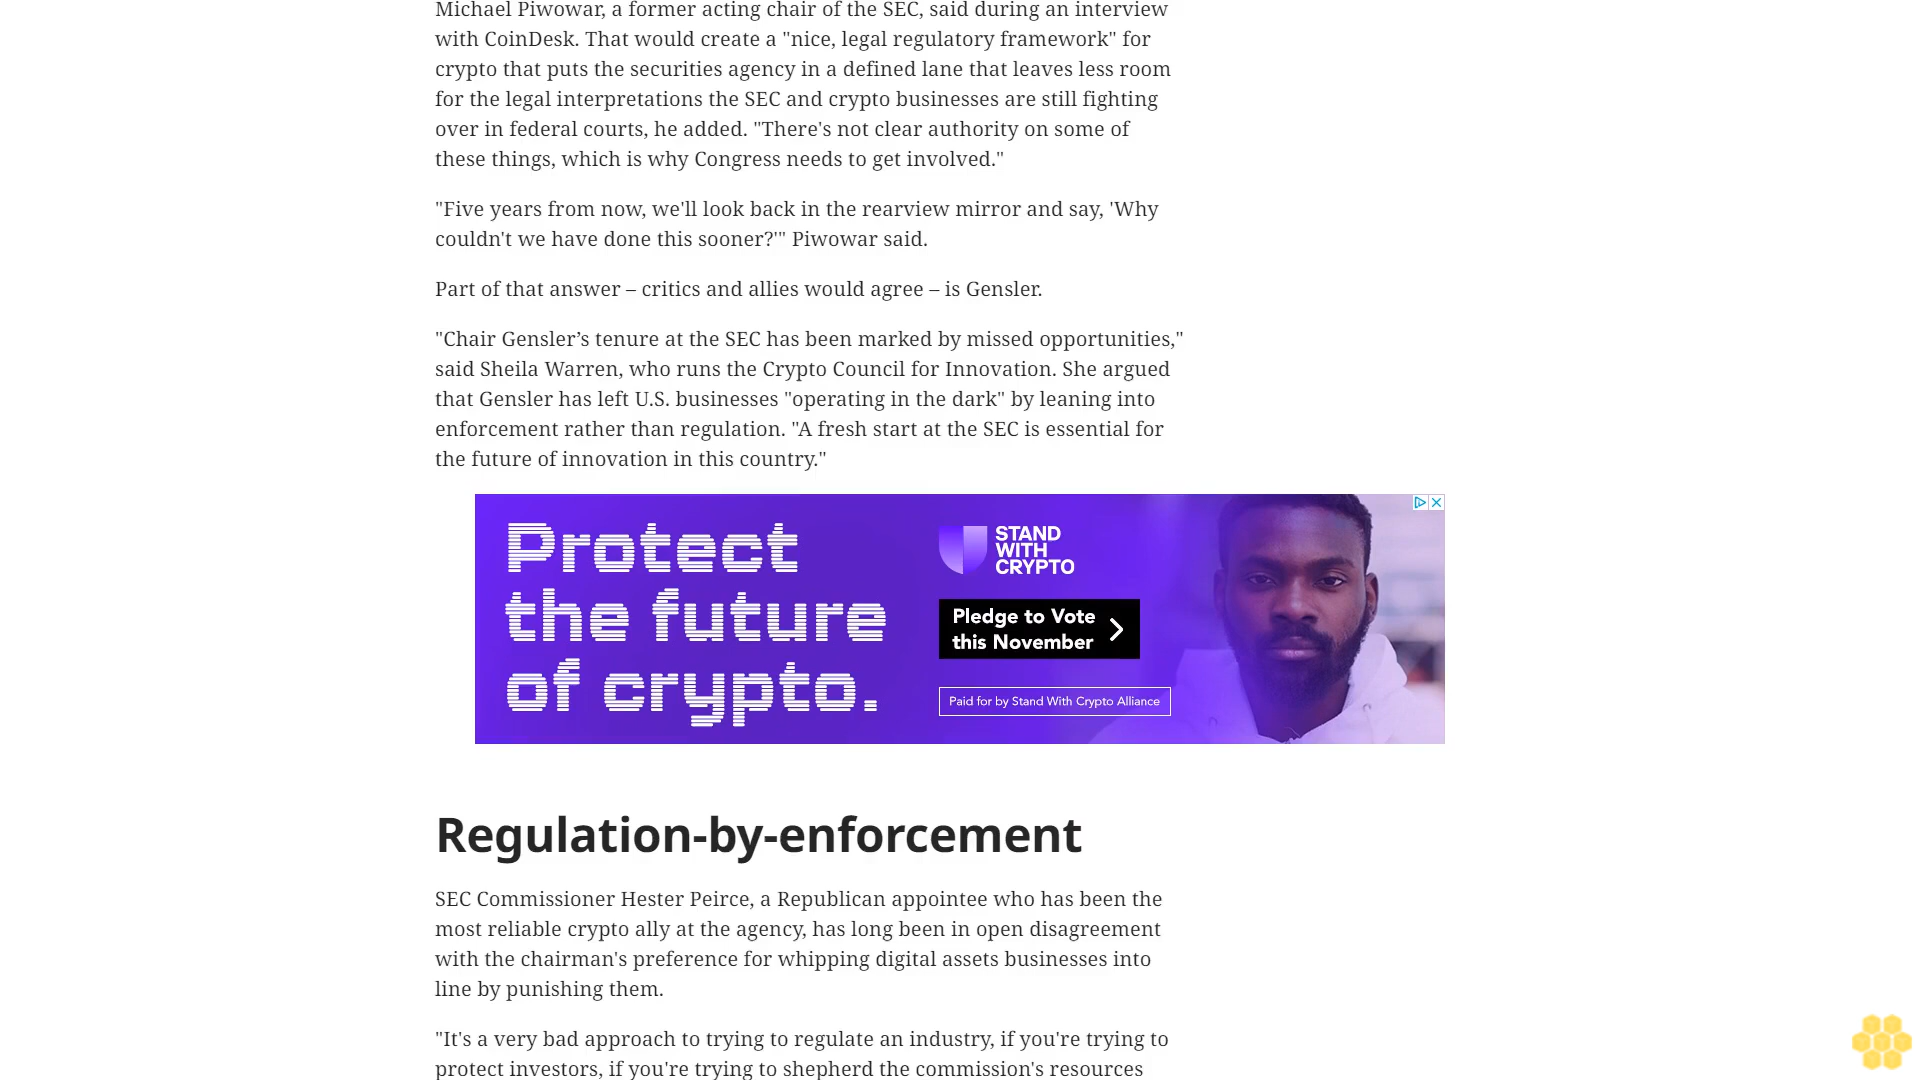 Michael Piwowar, a former acting chair of the SEC, said during an interview
with CoinDesk. That would create a "nice, legal regulatory framework" for
crypto that puts the securities agency in a defined lane that leaves less room
for the legal interpretations the SEC and crypto businesses are still fighting
over in federal courts, he added. "There's not clear authority on some of
these things, which is why Congress needs to get involved."
"Five years from now, we'll look back in the rearview mirror and say, 'Why
couldn't we have done this sooner?'" Piwowar said.
Part of that answer – critics and allies would agree – is Gensler.
"Chair Gensler’s tenure at the SEC has been marked by missed opportunities,"
said Sheila Warren, who runs the Crypto Council for Innovation. She argued
that Gensler has left U.S. businesses "operating in the dark" by leaning into
enforcement rather than regulation. "A fresh start at the SEC is essential for
the future of innovation in this country."
Protect
the future
of crypto.
STAND
WITH
CRYPTO
Pledge to Vote
this November
Paid for by Stand With Crypto Alliance
Regulation-by-enforcement
SEC Commissioner Hester Peirce, a Republican appointee who has been the
most reliable crypto ally at the agency, has long been in open disagreement
with the chairman's preference for whipping digital assets businesses into
line by punishing them.
"It's a very bad approach to trying to regulate an industry, if you're trying to
protect investors, if you're trying to shepherd the commission's resources